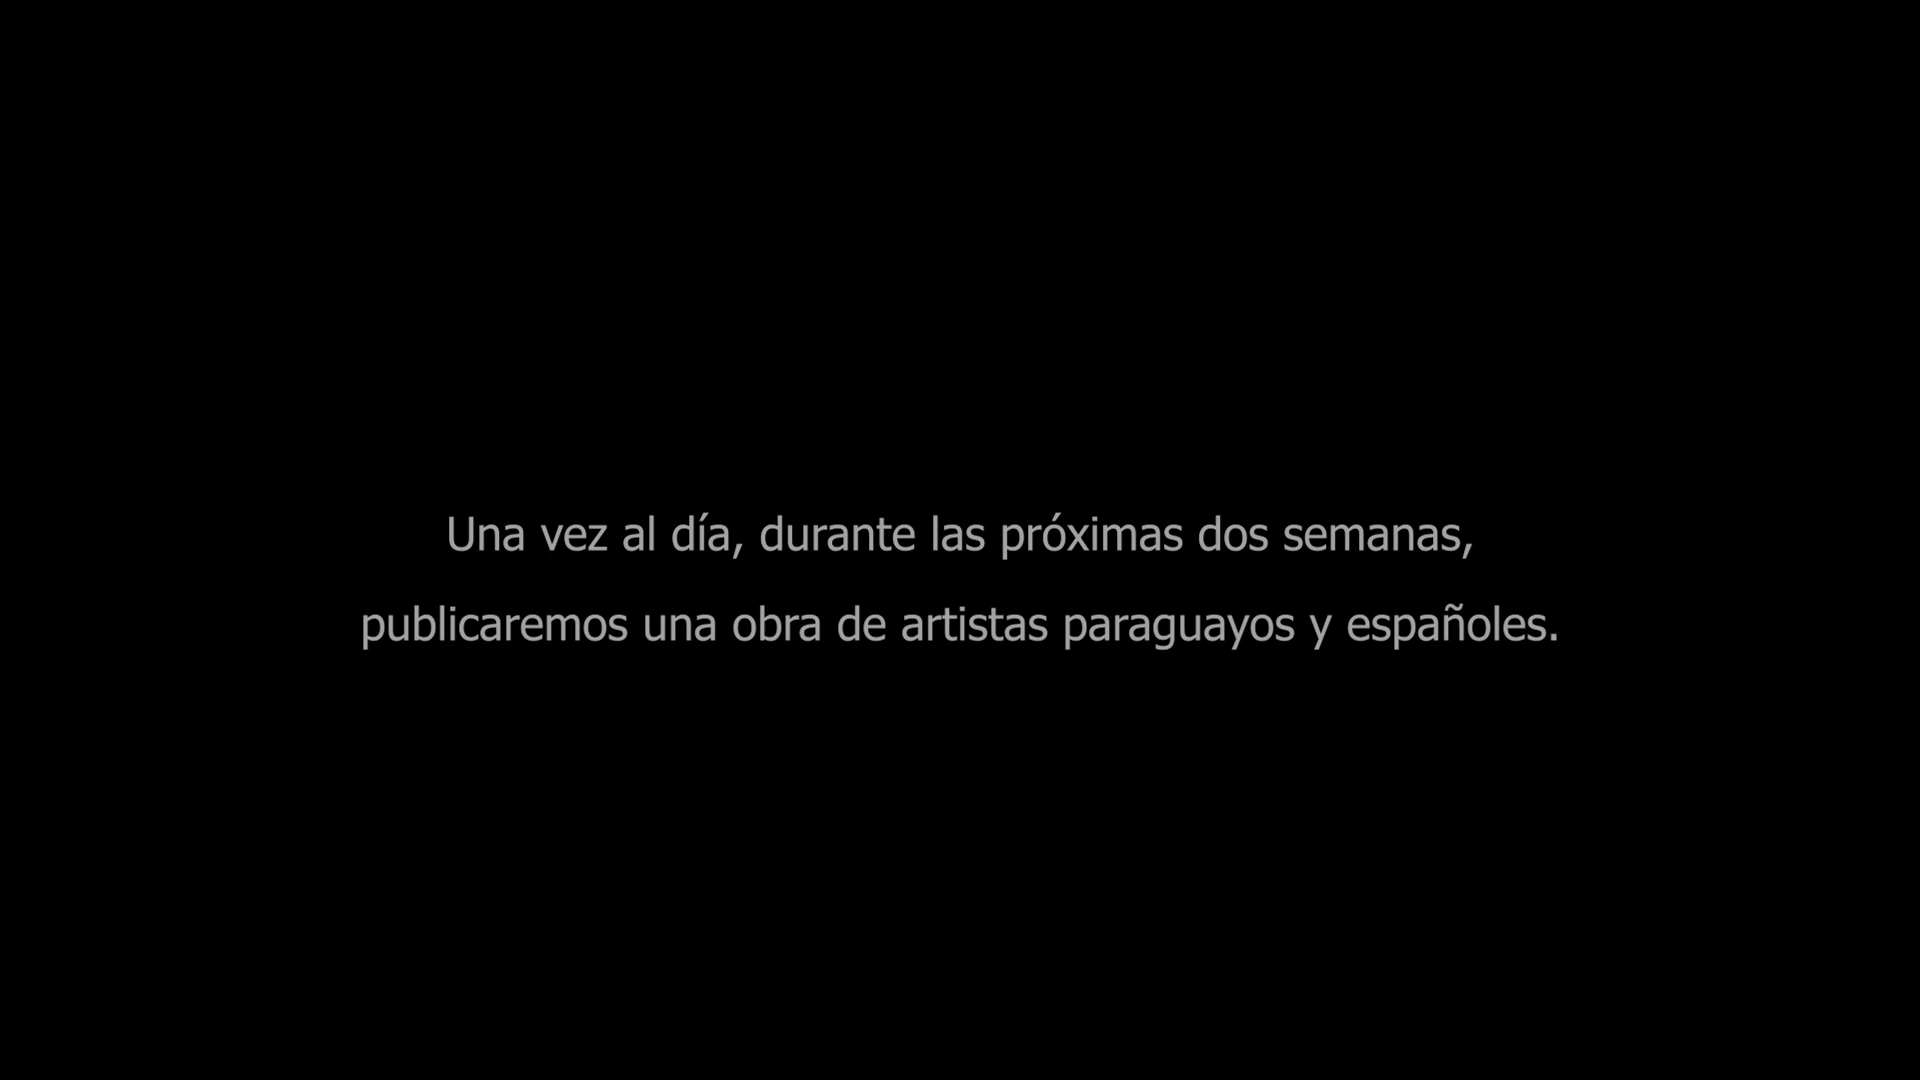 Una vez al día, durante las próximas dos semanas,
publicaremos una obra de artistas paraguayos y españoles.